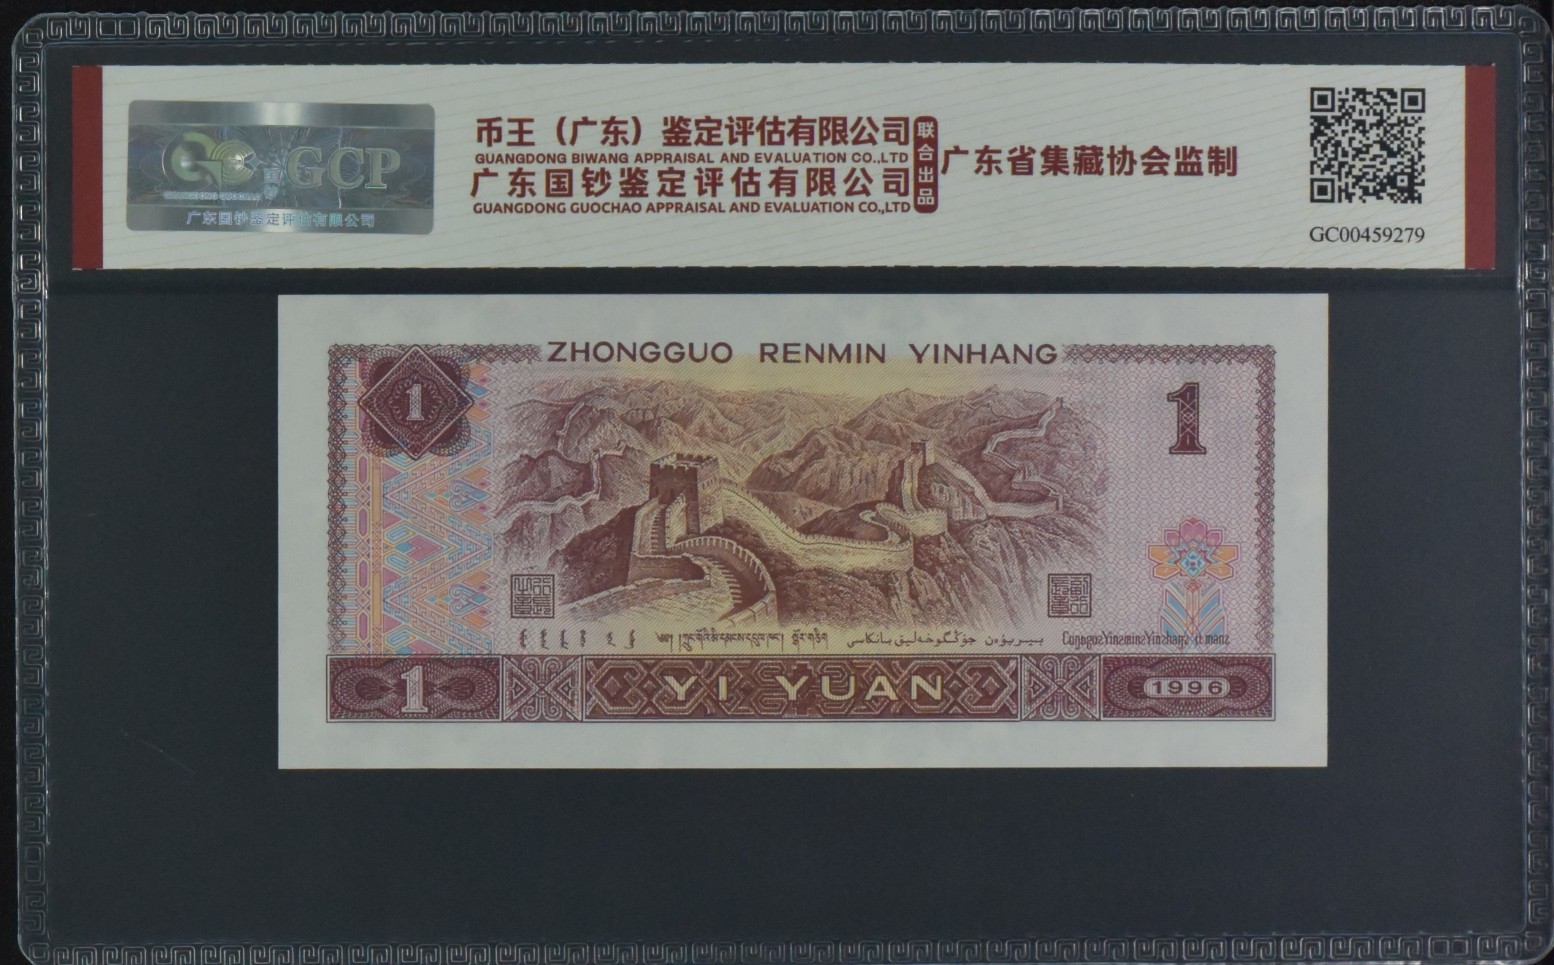 GCP
广东国钞鉴定评估有限公司
币王（广东）鉴定评估有限公司
GUANGDONG BIWANG APPRAISAL AND EVALUATION CO.,LTD
广东国钞鉴定评估有限公司
GUANGDONG GUOCHAO APPRAISAL AND EVALUATION CO.,LTD
联合出品
广东省集藏协会监制
GC00459279
ZHONGGUO RENMIN YINHANG
1
1
YI YUAN
1
1996